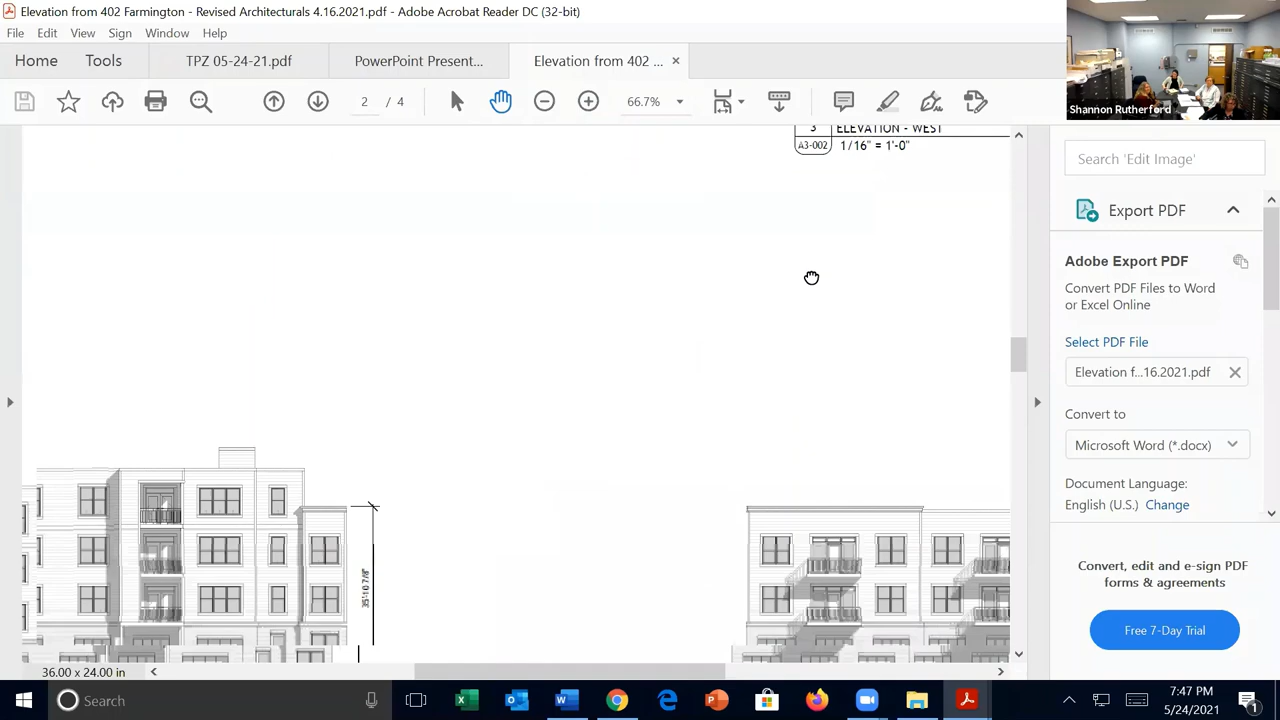 Elevation from 402 Farmington - Revised Architecturals 4.16.2021.pdf - Adobe Acrobat Reader DC (32-bit)
File Edit View Sign Window Help
Home Tools TPZ 05-24-21.pdf PowerPoint Present... Elevation from 402 ... ×
2 / 4 66.7%
Shannon Rutherford
3 ELEVATION - WEST
A3-002 1/16" = 1'-0"
Search 'Edit Image'
Export PDF
Adobe Export PDF
Convert PDF Files to Word
or Excel Online
Select PDF File
Elevation f...16.2021.pdf
Convert to
Microsoft Word (*.docx)
Document Language:
English (U.S.) Change
35'-10 7/8"
Convert, edit and e-sign PDF
forms & agreements
Free 7-Day Trial
36.00 x 24.00 in
Search
7:47 PM
5/24/2021
1